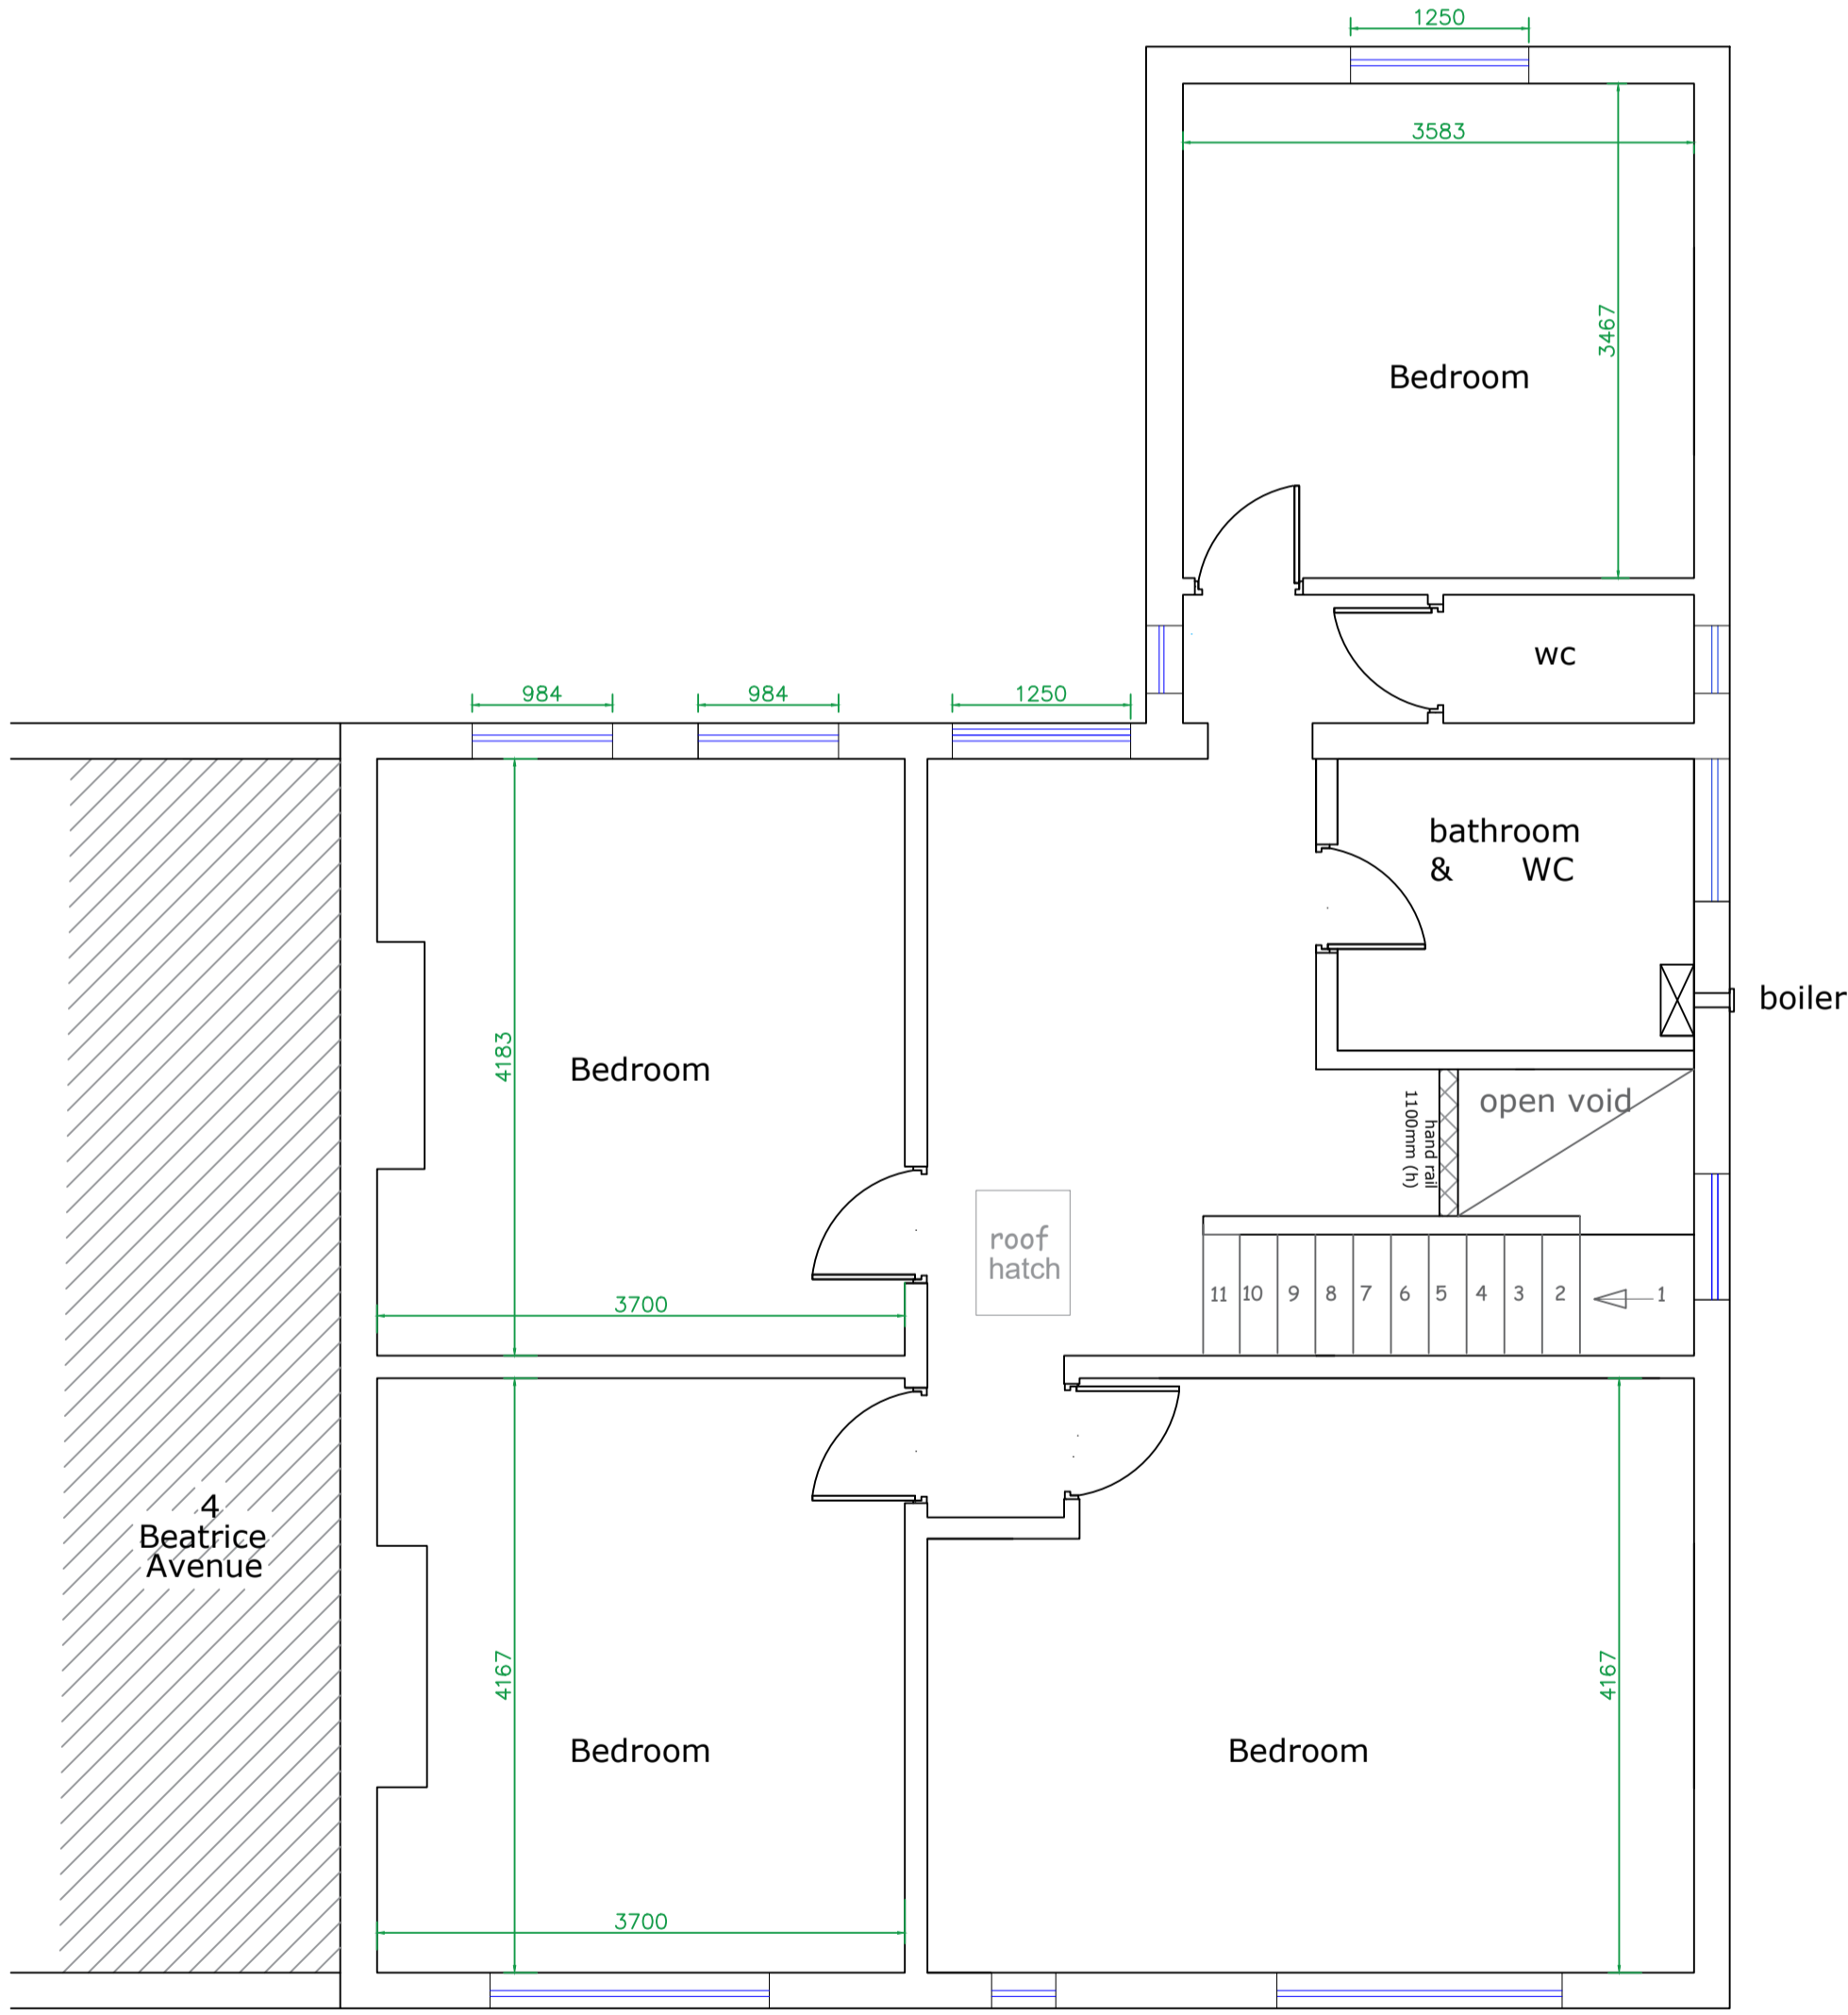 1250
3583
3467
Bedroom
wc
984
984
1250
bathroom
& WC
boiler
4183
Bedroom
open void
hand rail
1100mm (h)
roof
hatch
11 10 9 8 7 6 5 4 3 2 1
3700
4
Beatrice
Avenue
4167
4167
Bedroom
Bedroom
3700